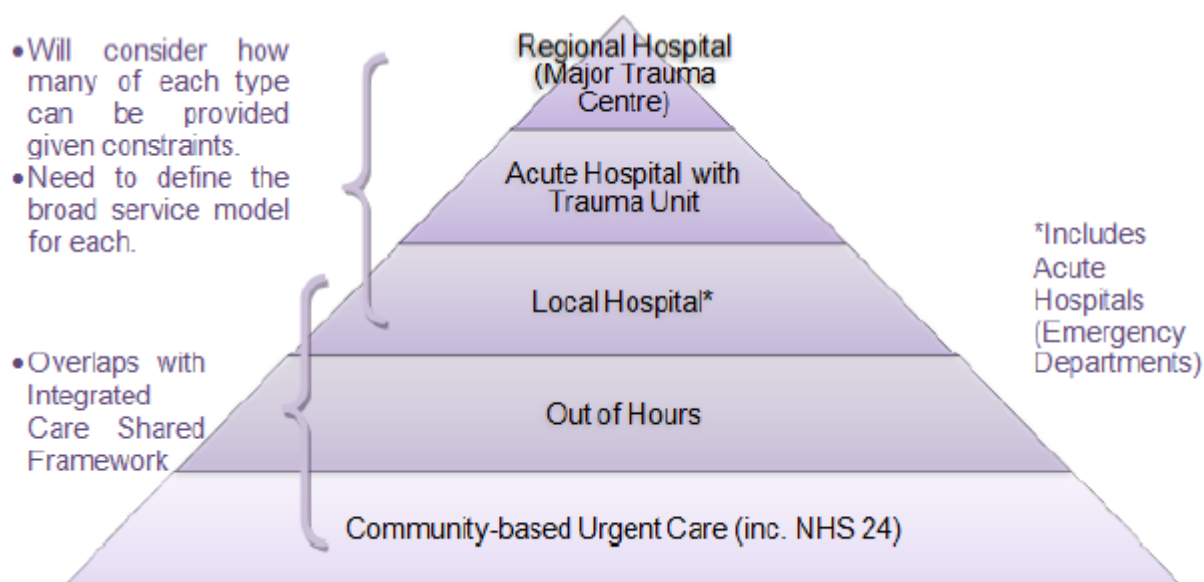 •Will consider how
many of each type
can be provided
given constraints.
•Need to define the
broad service model
for each.
•Overlaps with
Integrated
Care Shared
Framework
Regional Hospital
(Major Trauma
Centre)
Acute Hospital with
Trauma Unit
Local Hospital*
Out of Hours
Community-based Urgent Care (inc. NHS 24)
*Includes
Acute
Hospitals
(Emergency
Departments)